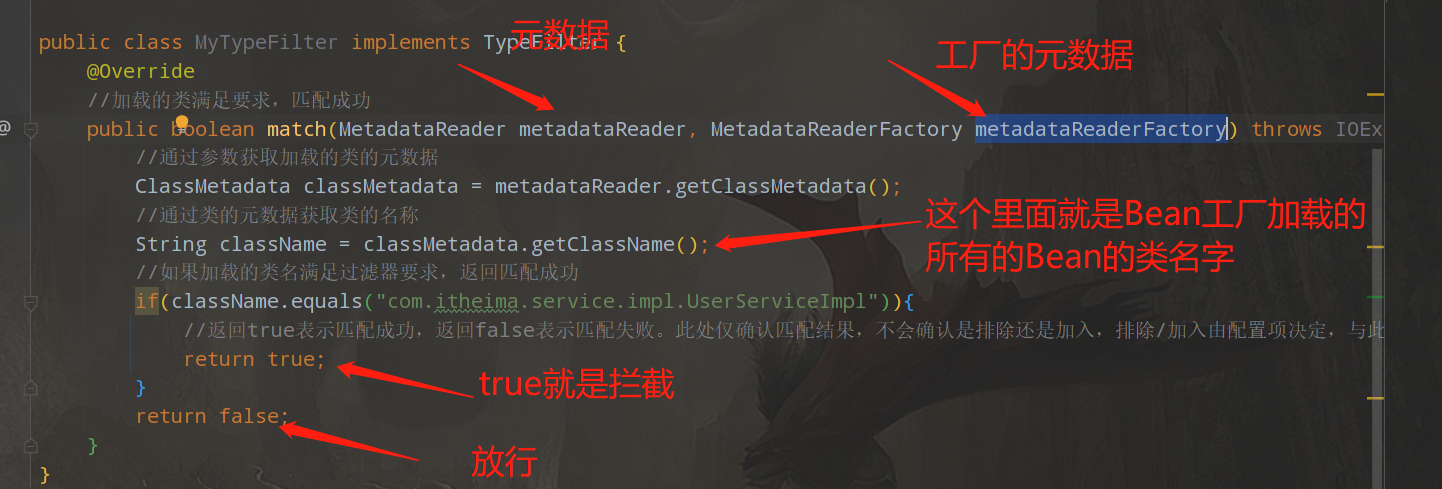 元数据
工厂的元数据
public class MyTypeFilter implements TypeFilter {
@Override
//加载的类满足要求，匹配成功
@
public boolean match(MetadataReader metadataReader, MetadataReaderFactory metadataReaderFactory) throws IOEx
//通过参数获取加载的类的元数据
ClassMetadata classMetadata = metadataReader.getClassMetadata();
//通过类的元数据获取类的名称
这个里面就是Bean工厂加载的
String className = classMetadata.getClassName();
所有的Bean的类名字
//如果加载的类名满足过滤器要求，返回匹配成功
if(className.equals("com.itheima.service.impl.UserServiceImpl")){
//返回true表示匹配成功，返回false表示匹配失败。此处仅确认匹配结果，不会确认是排除还是加入，排除/加入由配置项决定，与此
return true;
true就是拦截
}
return false;
}
放行
}